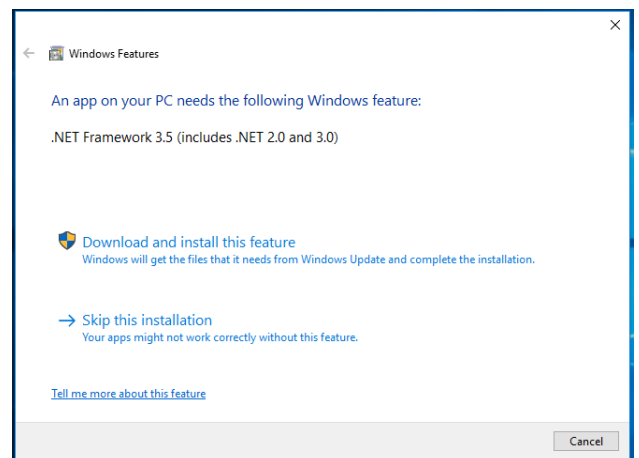 Windows Features
An app on your PC needs the following Windows feature:
.NET Framework 3.5 (includes .NET 2.0 and 3.0)
Download and install this feature
Windows will get the files that it needs from Windows Update and complete the installation.
Skip this installation
Your apps might not work correctly without this feature.
Tell me more about this feature
Cancel